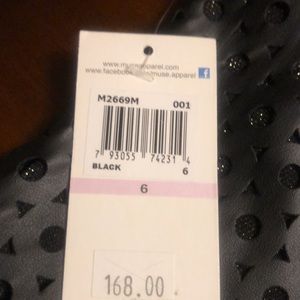 www.museapparel.com
www.facebook.com/muse.apparel f
M2669M 001
7 93055 74231 4
BLACK 6
6
168.00